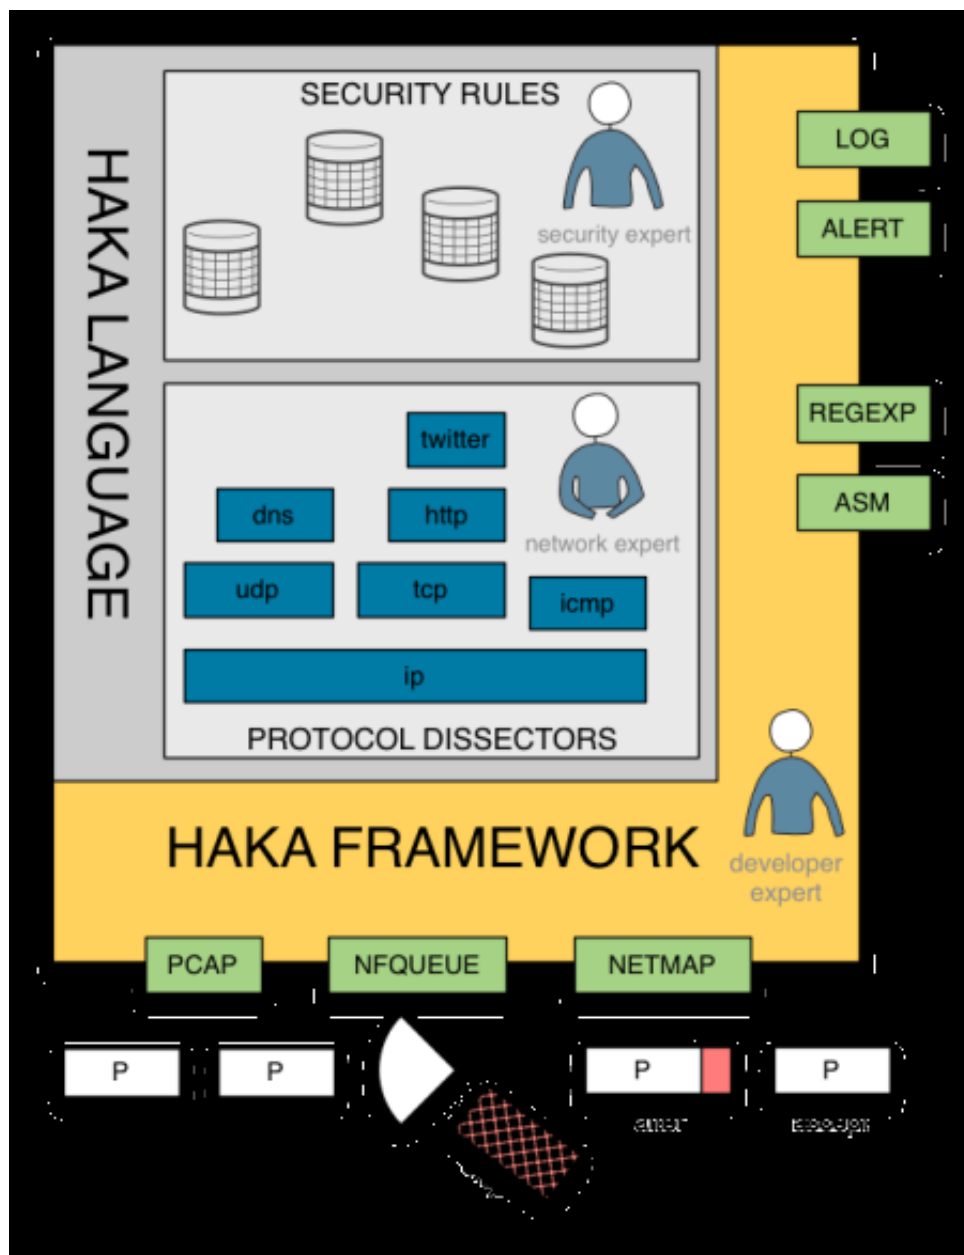 SECURITY RULES
security expert
HAKA LANGUAGE
twitter
dns
http
network expert
udp
tcp
icmp
ip
PROTOCOL DISSECTORS
LOG
ALERT
REGEXP
ASM
HAKA FRAMEWORK
developer
expert
PCAP
NFQUEUE
NETMAP
P
P
P
P